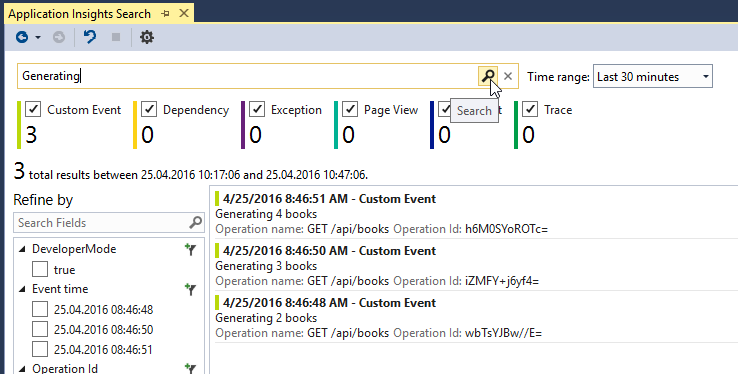 Application Insights Search
Generating
Time range: Last 30 minutes
Custom Event Dependency Exception Page View t Trace
3 0 0 0 0 0
Search
3 total results between 25.04.2016 10:17:06 and 25.04.2016 10:47:06.
Refine by
Search Fields
DeveloperMode
true
Event time
25.04.2016 08:46:48
25.04.2016 08:46:50
25.04.2016 08:46:51
Operation Id
4/25/2016 8:46:51 AM - Custom Event
Generating 4 books
Operation name: GET /api/books Operation Id: h6M0SYoROTc=
4/25/2016 8:46:50 AM - Custom Event
Generating 3 books
Operation name: GET /api/books Operation Id: iZMFY+j6yf4=
4/25/2016 8:46:48 AM - Custom Event
Generating 2 books
Operation name: GET /api/books Operation Id: wbTsYJBw//E=